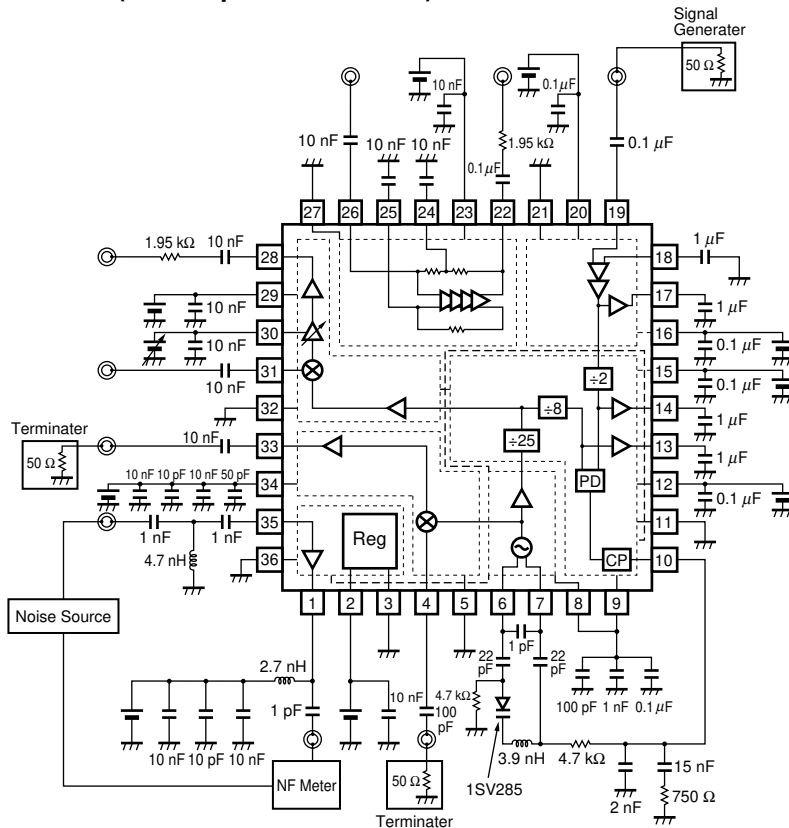 Signal
Generater
50 Ω
10 nF
0.1 μF
10 nF
10 nF
10 nF
1.95 kΩ
0.1 μF
0.1 μF
27
26
25
24
23
22
21
20
19
1.95 kΩ
10 nF
28
18
1 μF
29
10 nF
17
1 μF
30
10 nF
16
0.1 μF
31
10 nF
÷2
15
0.1 μF
32
÷8
14
1 μF
Terminater
50 Ω
10 nF
33
÷25
13
1 μF
10 nF
10 pF
10 nF
50 pF
34
PD
12
0.1 μF
35
1 nF
1 nF
11
4.7 nH
Reg
36
CP
10
Noise Source
1
2
3
4
5
6
7
8
9
1 pF
22
pF
22
pF
2.7 nH
4.7 kΩ
100 pF
1 nF
0.1 μF
1 pF
10 nF
100
pF
10 nF
10 pF
10 nF
3.9 nH
4.7 kΩ
15 nF
NF Meter
50 Ω
1SV285
2 nF
750 Ω
Terminater